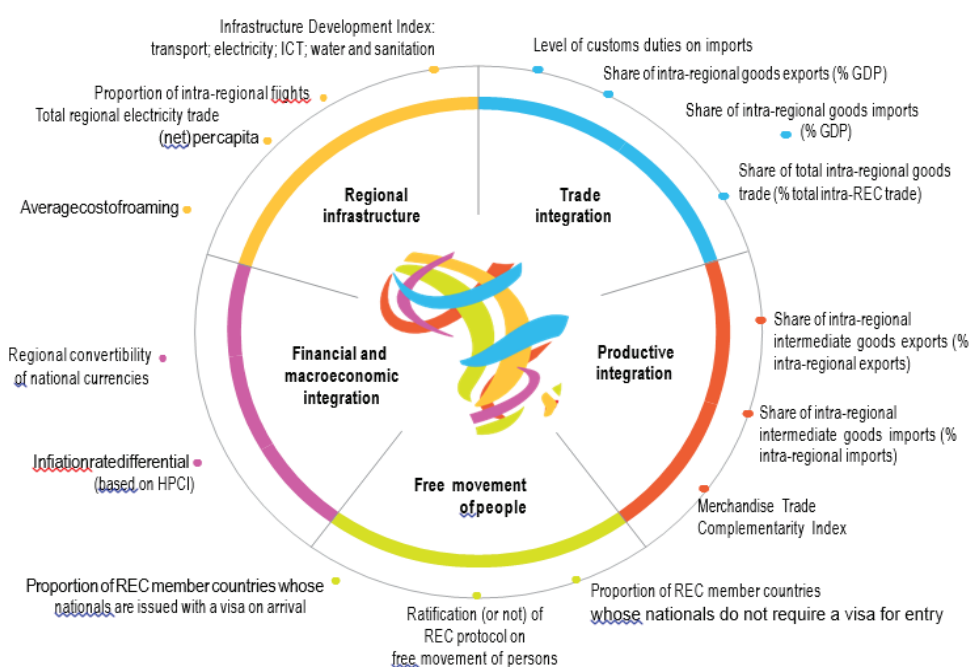 Infrastructure Development Index:
transport; electricity; ICT; water and sanitation
Proportion of intra-regional fiights
Total regional electricity trade
(net)percapita
Averagecostofroaming
Level of customs duties on imports
Share of intra-regional goods exports (% GDP)
Share of intra-regional goods imports
(% GDP)
Share of total intra-regional goods
trade (% total intra-REC trade)
Regional
infrastructure
Trade
integration
Financial and
macroeconomic
integration
Productive
integration
Free movement
of people
Regional convertibility
of national currencies
Infiationratedifferential
(based on HPCI)
Share of intra-regional
intermediate goods exports (%
intra-regional exports)
Share of intra-regional
intermediate goods imports (%
intra-regional imports)
Merchandise Trade
Complementarity Index
Proportion of REC member countries whose
nationals are issued with a visa on arrival
Ratification (or not) of
REC protocol on
free movement of persons
Proportion of REC member countries
whose nationals do not require a visa for entry